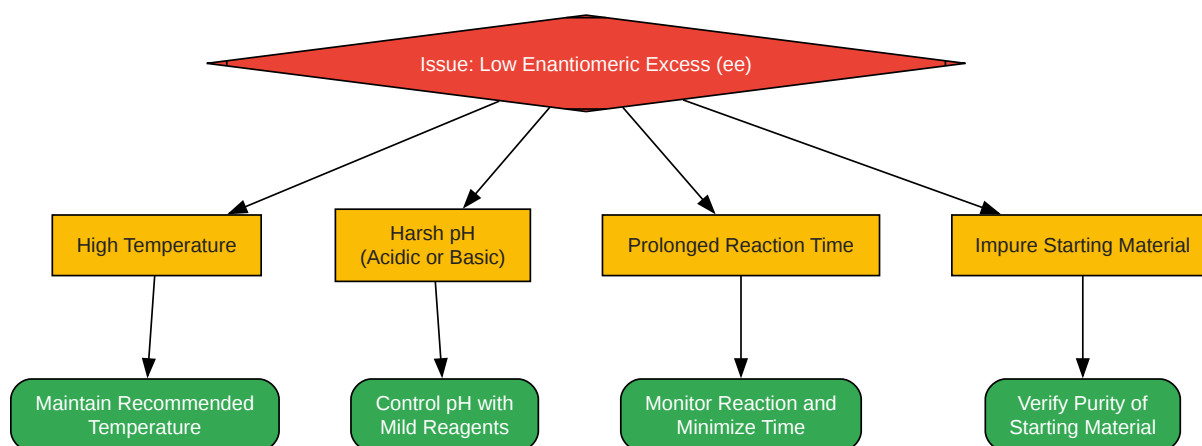 Issue: Low Enantiomeric Excess (ee)
High Temperature
Harsh pH
(Acidic or Basic)
Prolonged Reaction Time
Impure Starting Material
Maintain Recommended
Temperature
Control pH with
Mild Reagents
Monitor Reaction and
Minimize Time
Verify Purity of
Starting Material